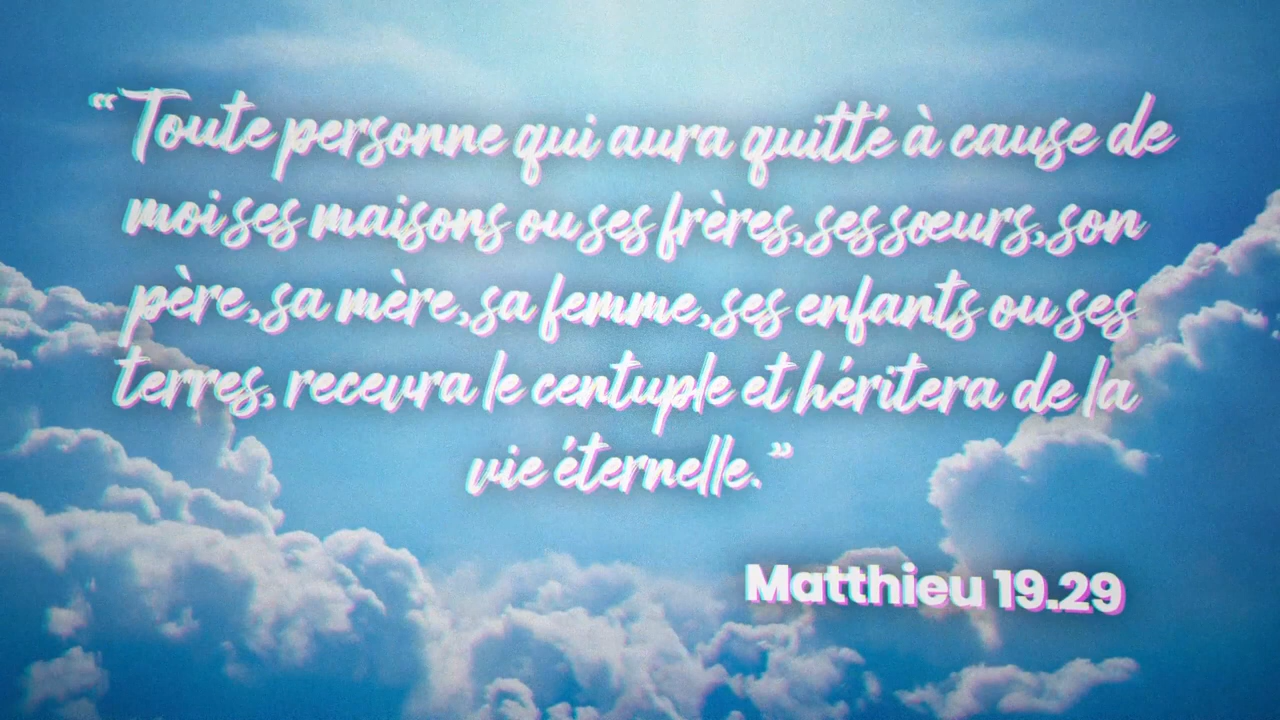 “Toute personne qui aura quitté à cause de
moi ses maisons ou ses frères, ses sœurs, son
père, sa mère, sa femme, ses enfants ou ses
terres, recevra le centuple et héritera de la
vie éternelle.”
Matthieu 19.29